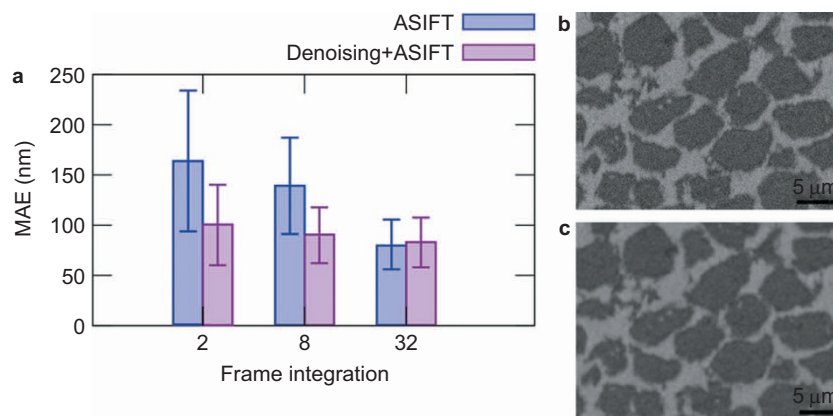 ASIFT
Denoising+ASIFT
a
250
200
150
100
50
0
MAE (nm)
2 8 32
Frame integration
b
5 μm
c
5 μm